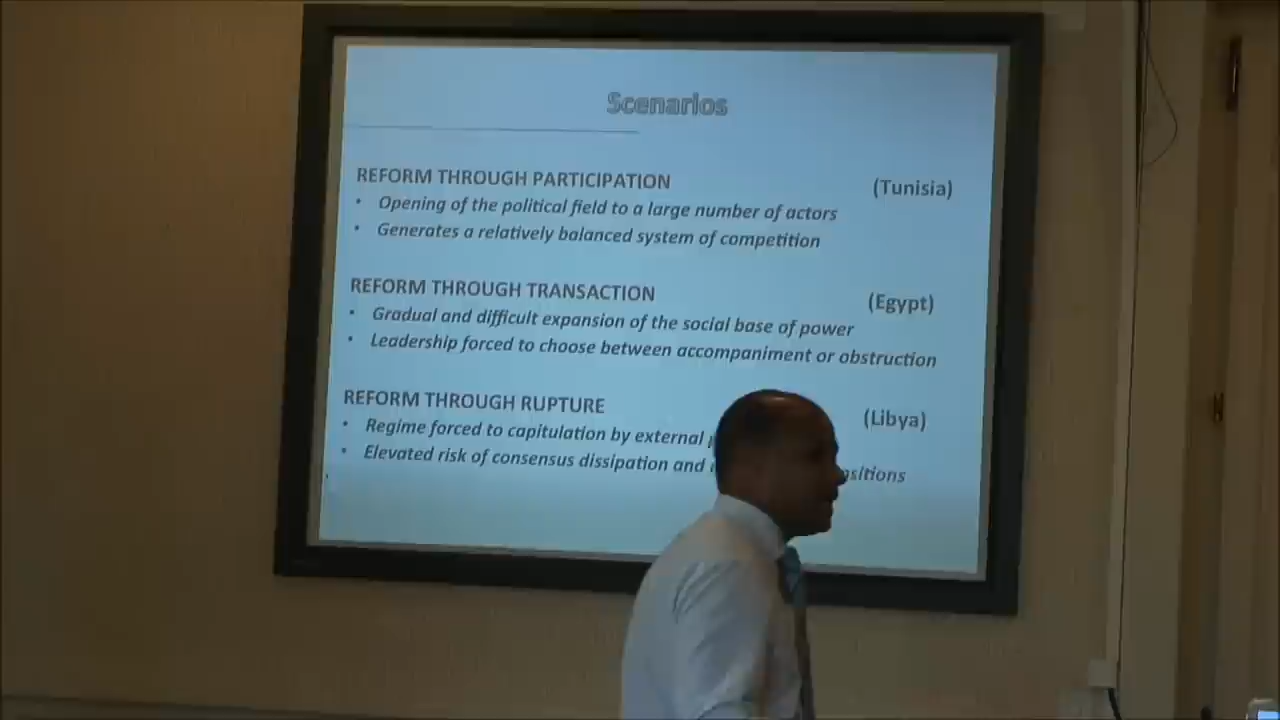 Scenarios
REFORM THROUGH PARTICIPATION (Tunisia)
• Opening of the political field to a large number of actors
• Generates a relatively balanced system of competition
REFORM THROUGH TRANSACTION (Egypt)
• Gradual and difficult expansion of the social base of power
• Leadership forced to choose between accompaniment or obstruction
REFORM THROUGH RUPTURE (Libya)
• Regime forced to capitulation by external
• Elevated risk of consensus dissipation and